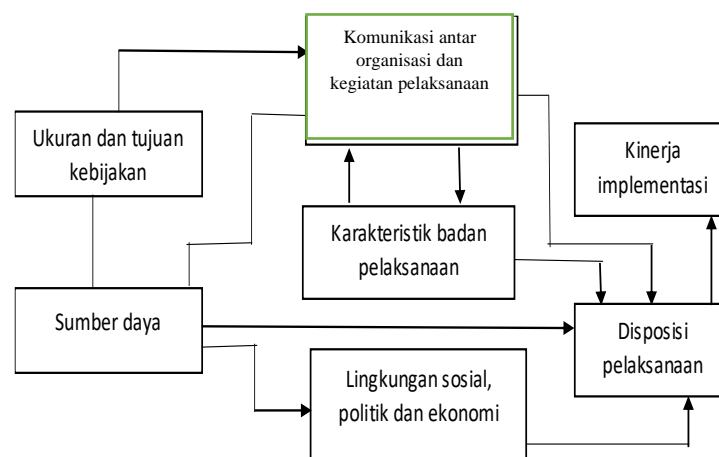 Komunikasi antar
organisasi dan
kegiatan pelaksanaan
Ukuran dan tujuan
kebijakan
Kinerja
implementasi
Karakteristik badan
pelaksanaan
Sumber daya
Disposisi
pelaksanaan
Lingkungan sosial,
politik dan ekonomi